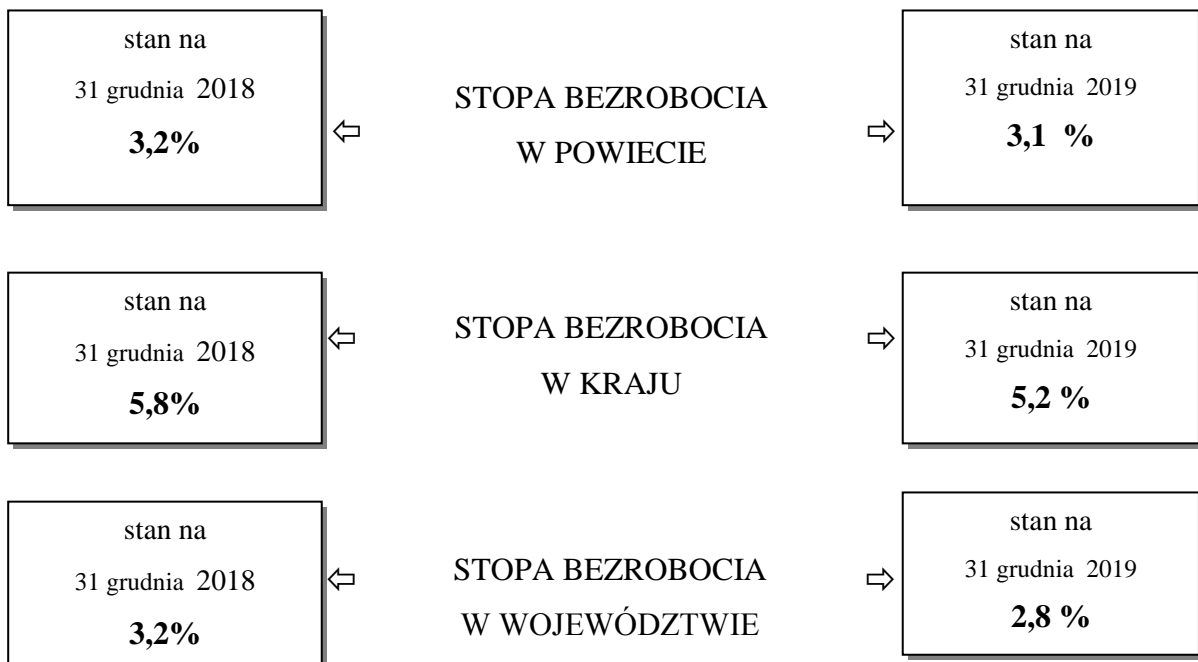 stan na
31 grudnia 2018
3,2%
STOPA BEZROBOCIA
W POWIECIE
stan na
31 grudnia 2019
3,1 %
stan na
31 grudnia 2018
5,8%
STOPA BEZROBOCIA
W KRAJU
stan na
31 grudnia 2019
5,2 %
stan na
31 grudnia 2018
3,2%
STOPA BEZROBOCIA
W WOJEWÓDZTWIE
stan na
31 grudnia 2019
2,8 %